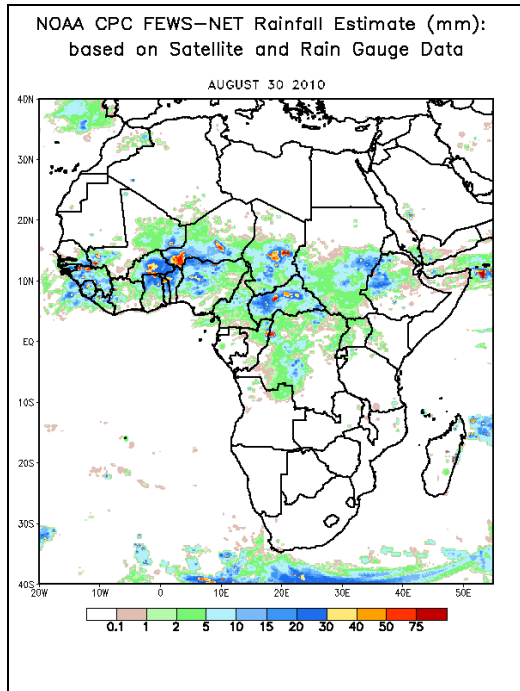 NOAA CPC FEWS-NET Rainfall Estimate (mm):
based on Satellite and Rain Gauge Data
AUGUST 30 2010
40N
30N
20N
10N
EQ
10S
20S
30S
40S
20W 10W 0 10E 20E 30E 40E 50E
0.1 1 2 5 10 15 20 30 40 50 75